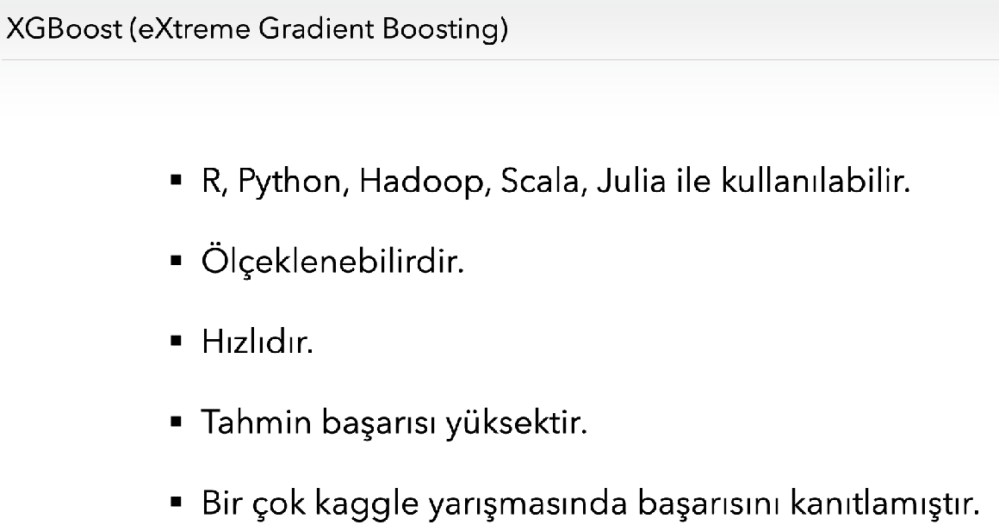 XGBoost (eXtreme Gradient Boosting)
▪ R, Python, Hadoop, Scala, Julia ile kullanılabilir.
▪ Ölçeklenebilirdir.
▪ Hızlıdır.
▪ Tahmin başarısı yüksektir.
▪ Bir çok kaggle yarışmasında başarısını kanıtlamıştır.